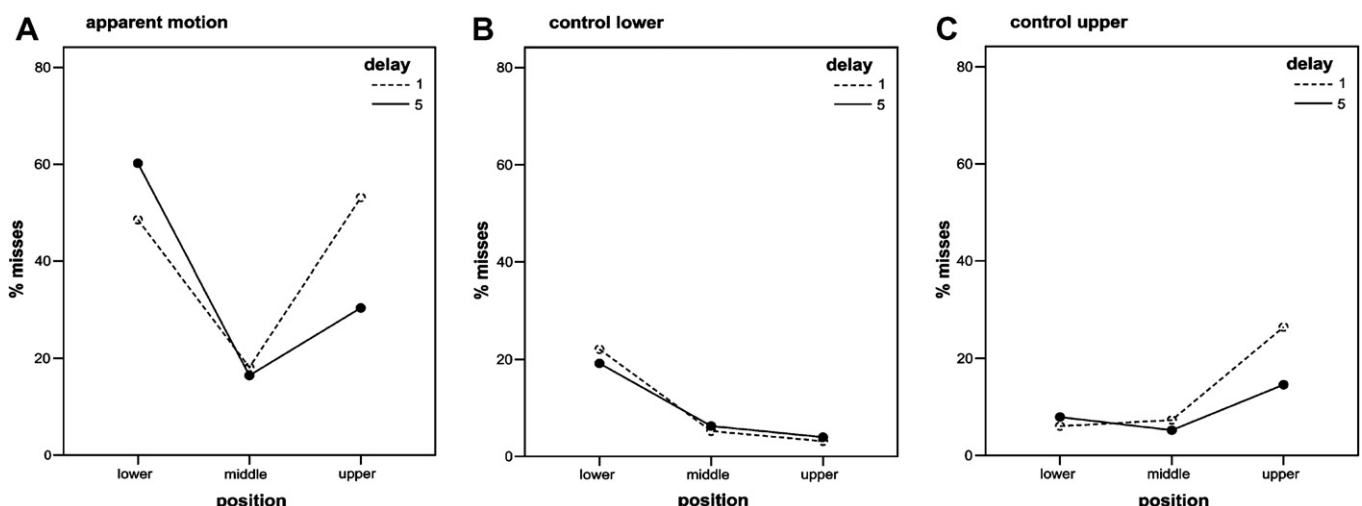 A apparent motion
delay
1
5
80
60
40
20
0
% misses
lower middle upper
position
B control lower
delay
1
5
80
60
40
20
0
% misses
lower middle upper
position
C control upper
delay
1
5
80
60
40
20
0
% misses
lower middle upper
position